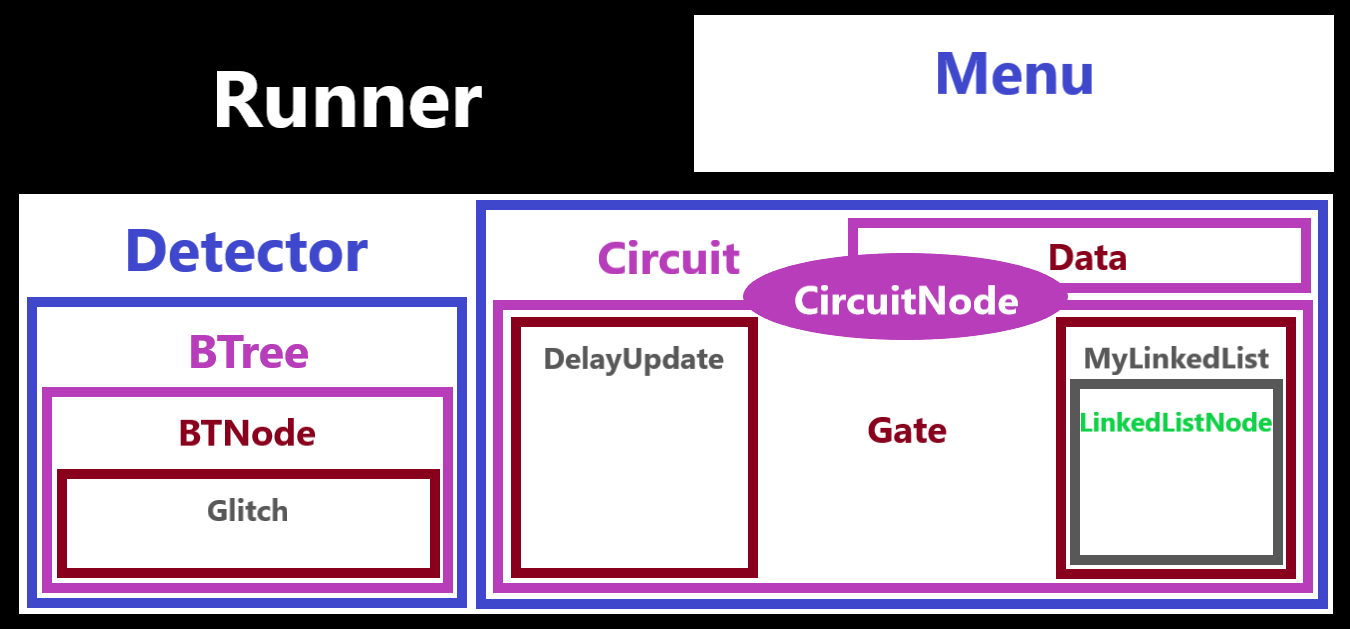 Runner
Menu
Detector
Circuit
Data
CircuitNode
BTree
DelayUpdate
MyLinkedList
BTNode
Gate
LinkedListNode
Glitch